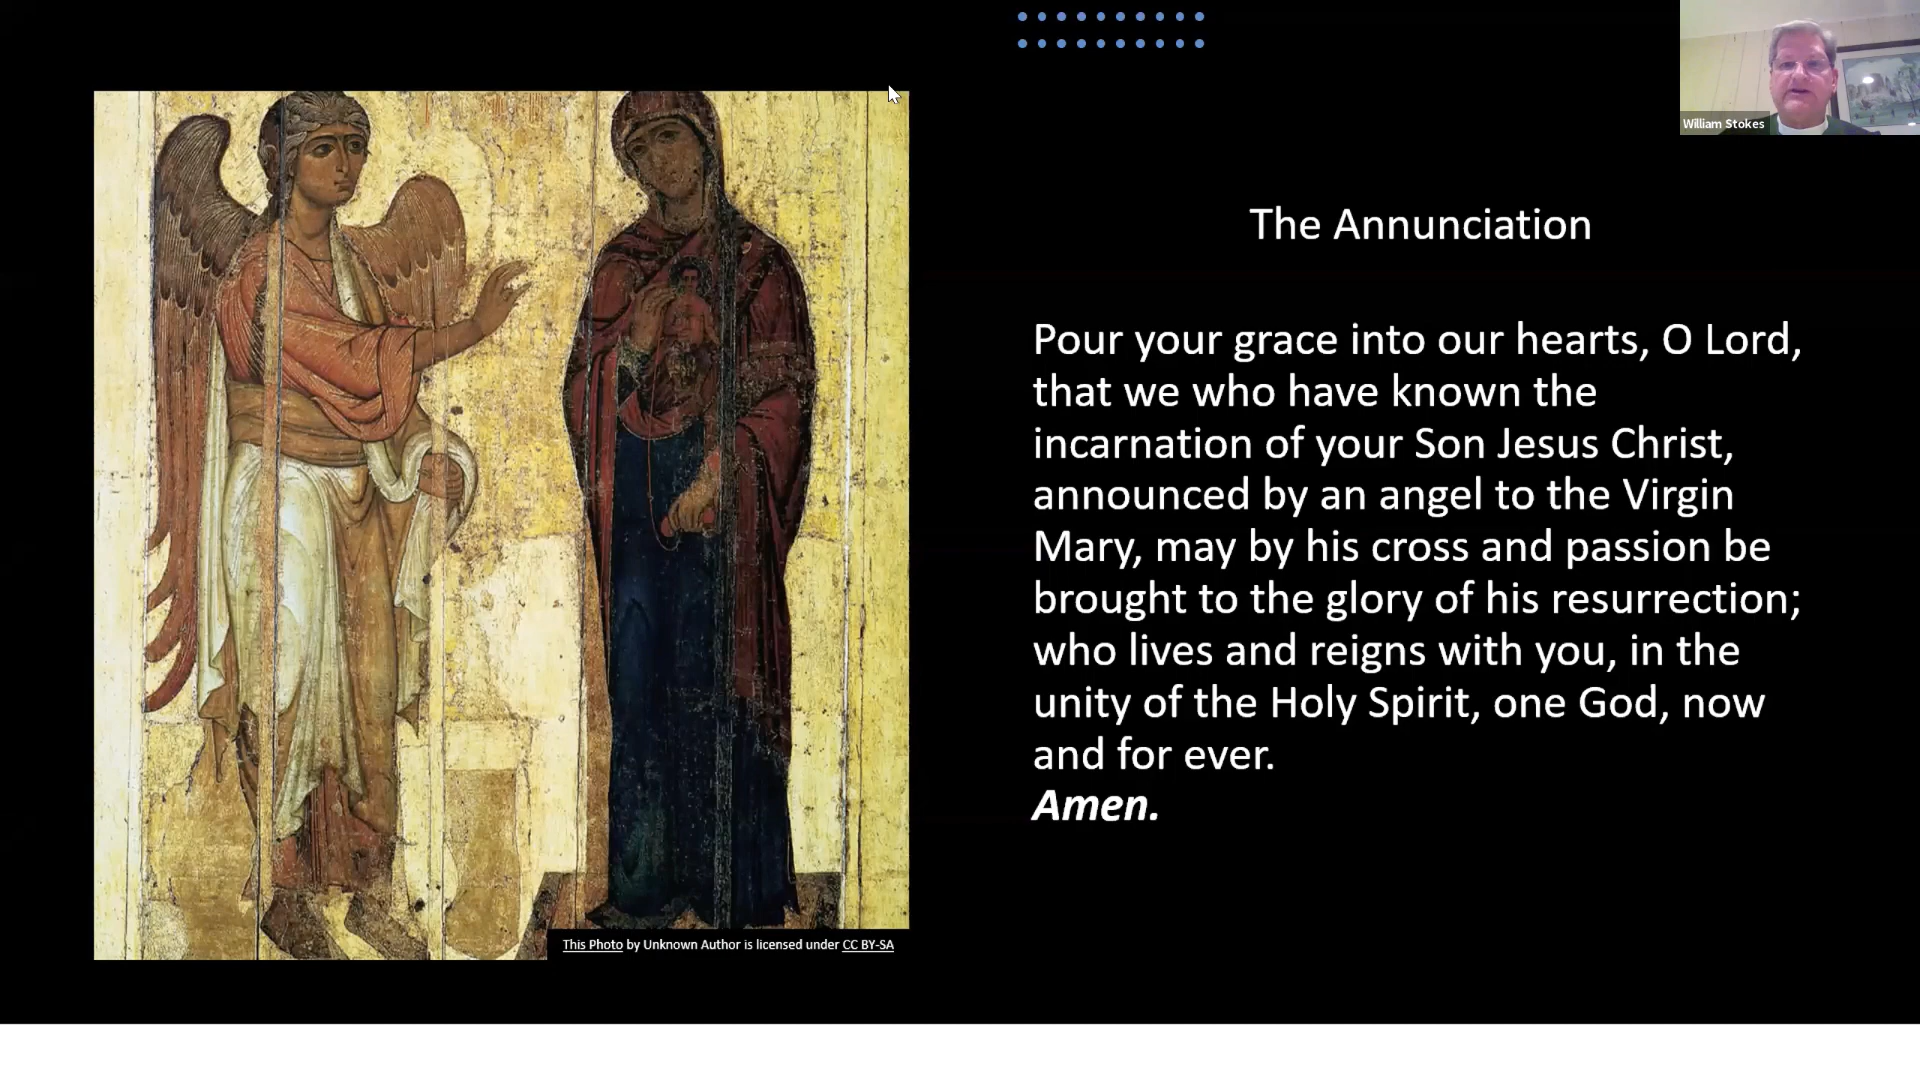 William Stokes
The Annunciation
Pour your grace into our hearts, O Lord,
that we who have known the
incarnation of your Son Jesus Christ,
announced by an angel to the Virgin
Mary, may by his cross and passion be
brought to the glory of his resurrection;
who lives and reigns with you, in the
unity of the Holy Spirit, one God, now
and for ever.
Amen.
This Photo by Unknown Author is licensed under CC BY-SA